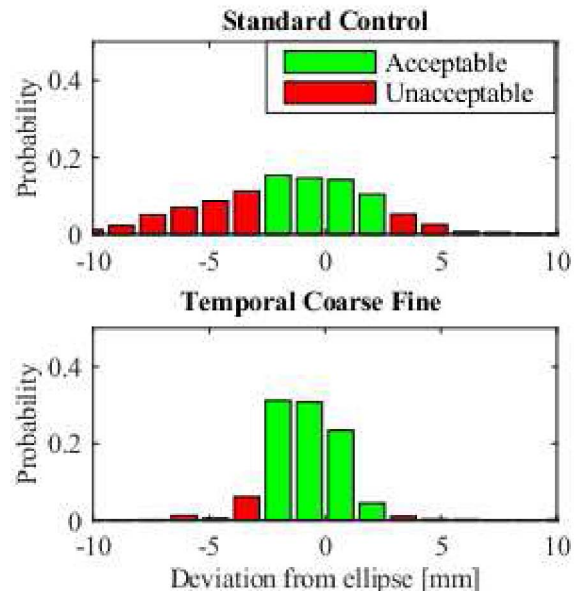 Standard Control
Acceptable
Unacceptable
Probability
0.4
0.2
0
-10 -5 0 5 10
Temporal Coarse Fine
Probability
0.4
0.2
0
-10 -5 0 5 10
Deviation from ellipse [mm]